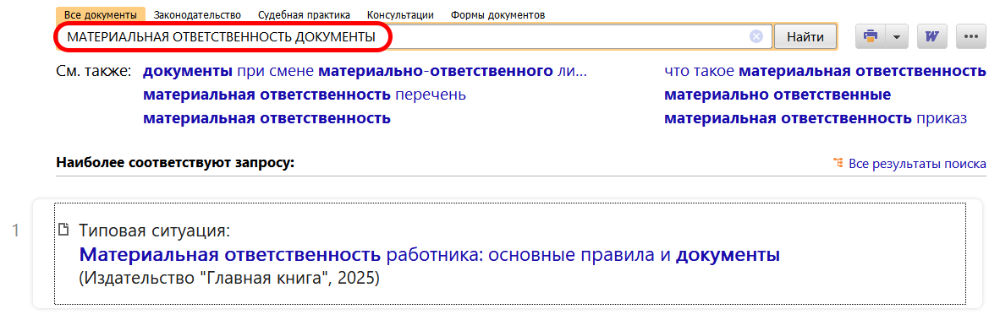 Все документы Законодательство Судебная практика Консультации Формы документов
МАТЕРИАЛЬНАЯ ОТВЕТСТВЕННОСТЬ ДОКУМЕНТЫ Найти W
См. также: документы при смене материально-ответственного ли... что такое материальная ответственность
материальная ответственность перечень материально ответственные
материальная ответственность материальная ответственность приказ
Наиболее соответствуют запросу: Все результаты поиска
1 Типовая ситуация:
Материальная ответственность работника: основные правила и документы
(Издательство "Главная книга", 2025)